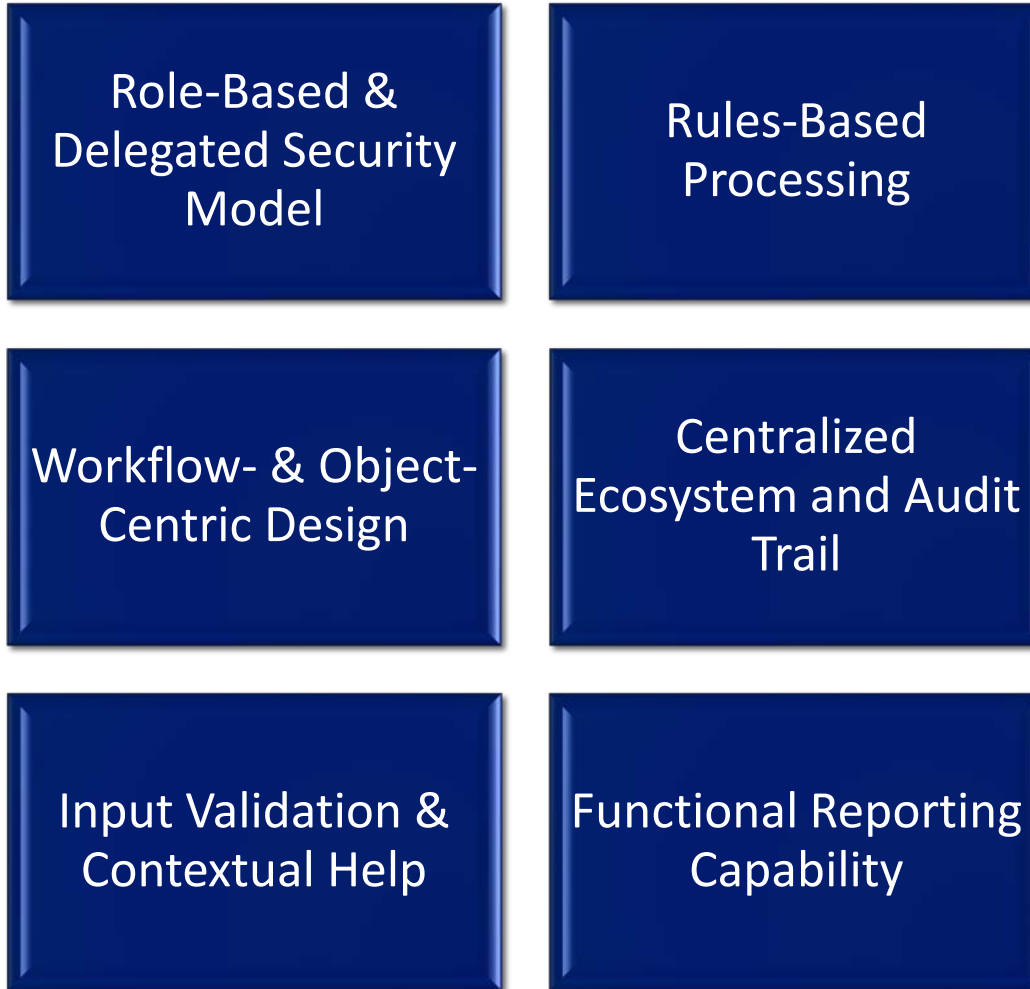 Role-Based &
Delegated Security
Model
Rules-Based
Processing
Workflow- & Object-
Centric Design
Centralized
Ecosystem and Audit
Trail
Input Validation &
Contextual Help
Functional Reporting
Capability